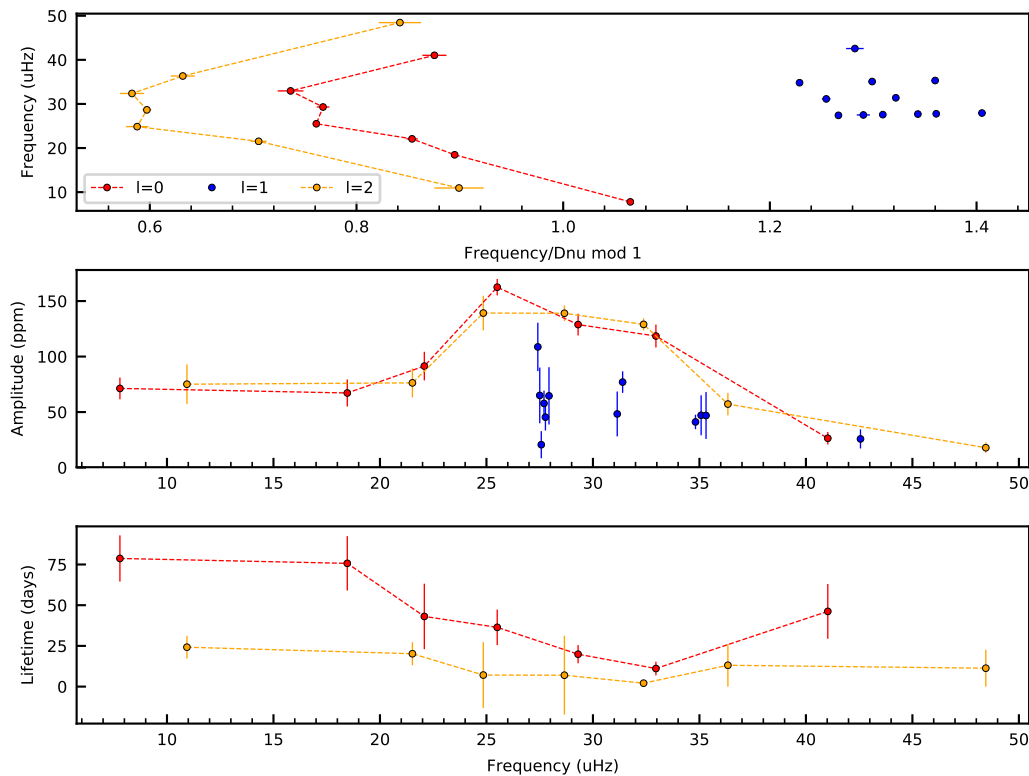 50
40
30
20
10
Frequency (uHz)
l=0 l=1 l=2
0.6 0.8 1.0 1.2 1.4
Frequency/Dnu mod 1
150
100
50
0
Amplitude (ppm)
10 15 20 25 30 35 40 45 50
75
50
25
0
Lifetime (days)
10 15 20 25 30 35 40 45 50
Frequency (uHz)